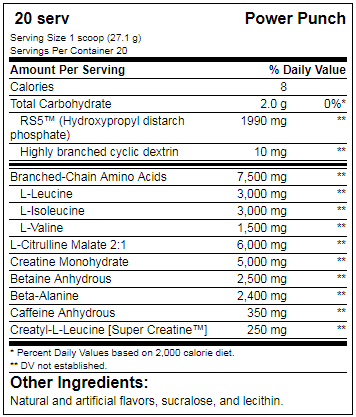 20 serv Power Punch
Serving Size 1 scoop (27.1 g)
Servings Per Container 20
Amount Per Serving % Daily Value
Calories 8
Total Carbohydrate 2.0 g 0%*
RS5™ (Hydroxypropyl distarch 1990 mg **
phosphate)
Highly branched cyclic dextrin 10 mg **
Branched-Chain Amino Acids 7,500 mg **
L-Leucine 3,000 mg **
L-Isoleucine 3,000 mg **
L-Valine 1,500 mg **
L-Citrulline Malate 2:1 6,000 mg **
Creatine Monohydrate 5,000 mg **
Betaine Anhydrous 2,500 mg **
Beta-Alanine 2,400 mg **
Caffeine Anhydrous 350 mg **
Creatyl-L-Leucine [Super Creatine™] 250 mg **
* Percent Daily Values based on 2,000 calorie diet.
** DV not established.
Other Ingredients:
Natural and artificial flavors, sucralose, and lecithin.